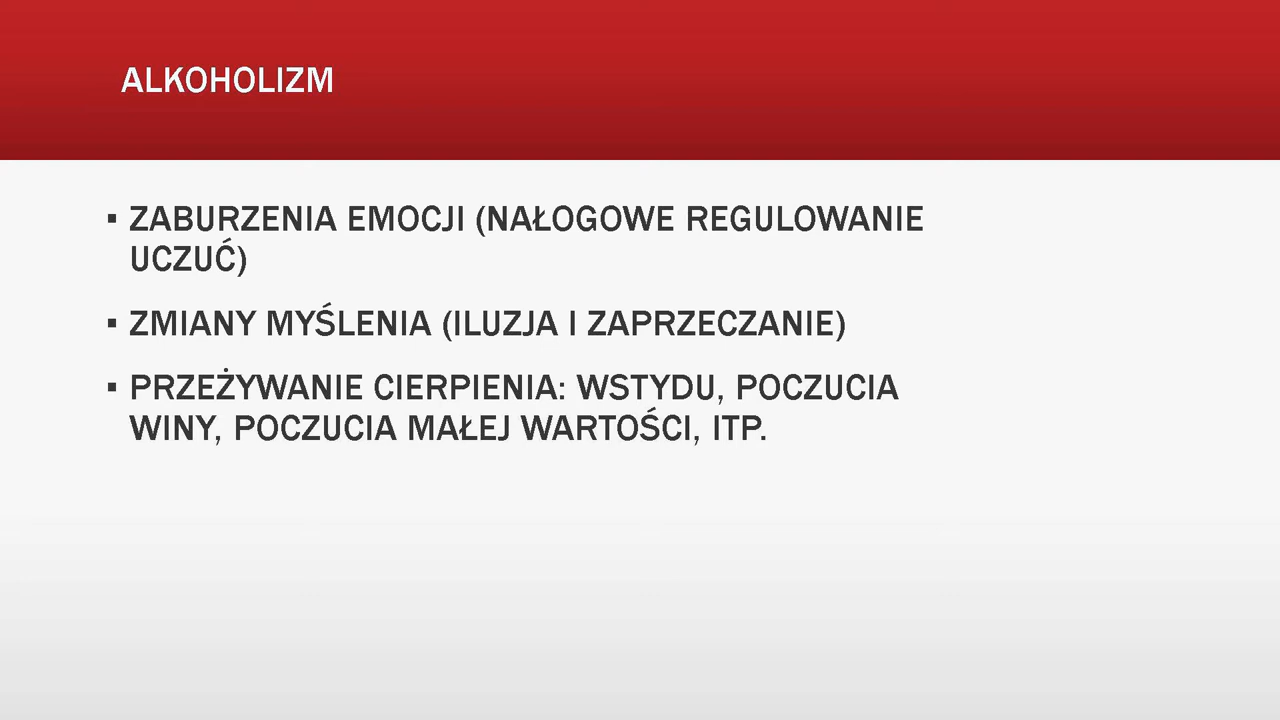 ALKOHOLIZM
▪ ZABURZENIA EMOCJI (NAŁOGOWE REGULOWANIE
UCZUĆ)
▪ ZMIANY MYŚLENIA (ILUZJA I ZAPRZECZANIE)
▪ PRZEŻYWANIE CIERPIENIA: WSTYDU, POCZUCIA
WINY, POCZUCIA MAŁEJ WARTOŚCI, ITP.